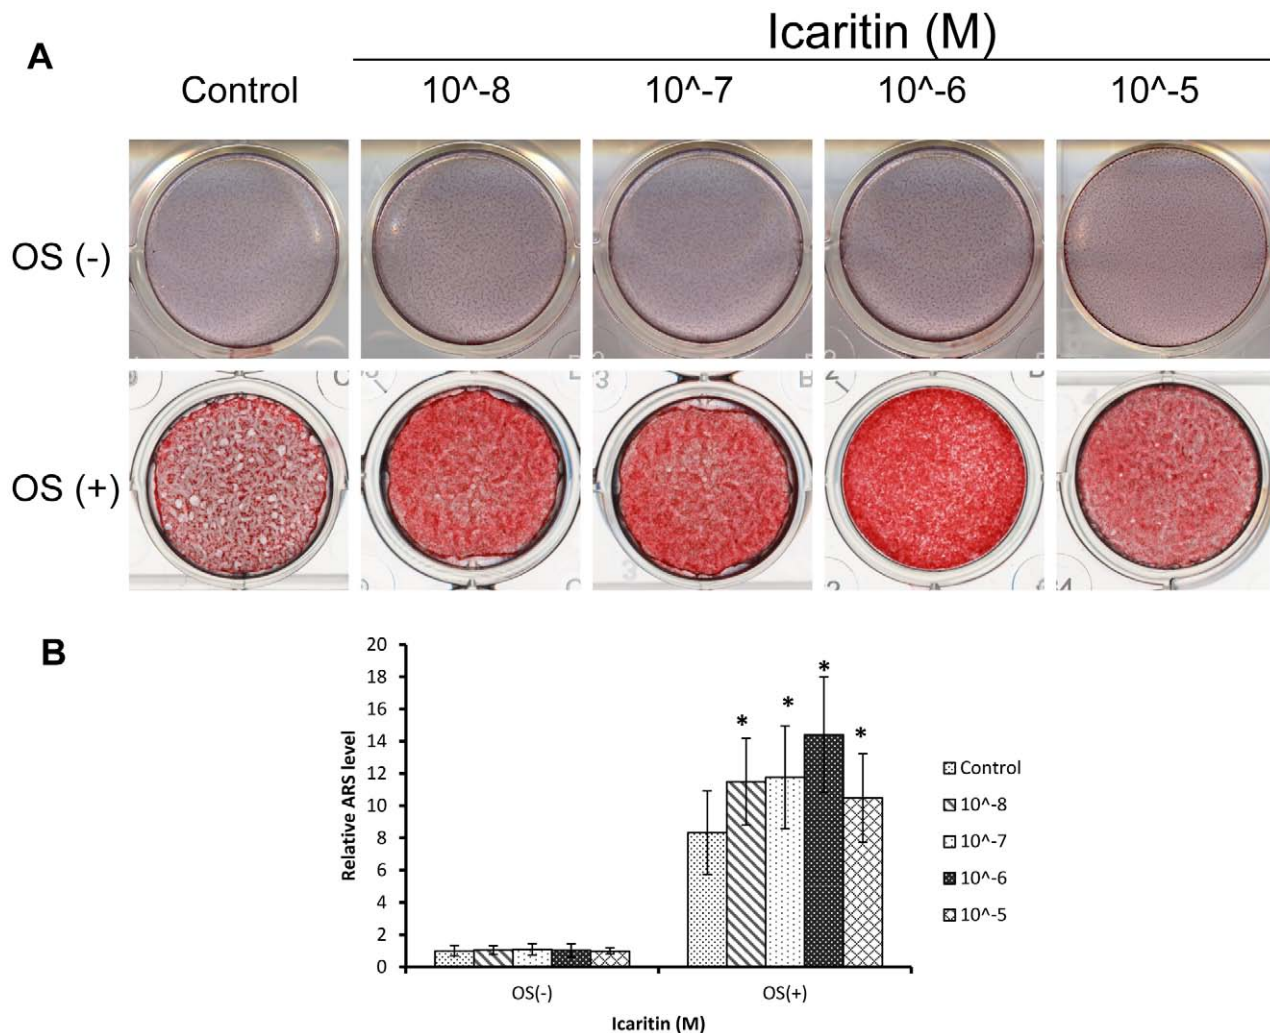 A
Icaritin (M)
Control 10^-8 10^-7 10^-6 10^-5
OS (-)
OS (+)
B
20
18
16
14
12
10
8
6
4
2
0
Relative ARS level
* * * *
OS(-) OS(+)
Icaritin (M)
Control
10^-8
10^-7
10^-6
10^-5